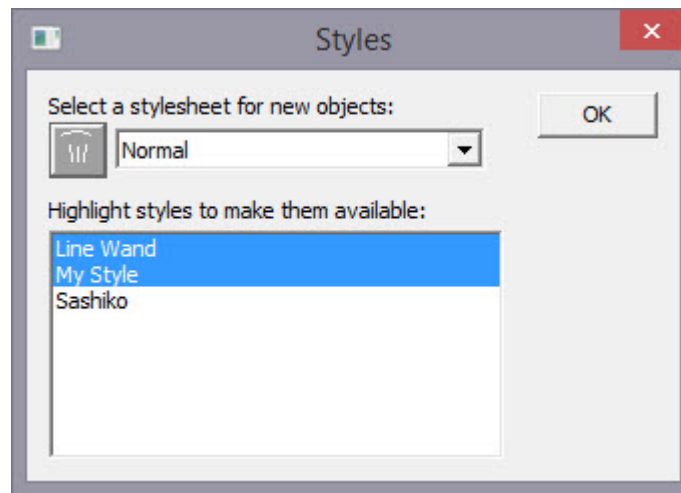 Styles
Select a stylesheet for new objects:
OK
Normal
Highlight styles to make them available:
Line Wand
My Style
Sashiko